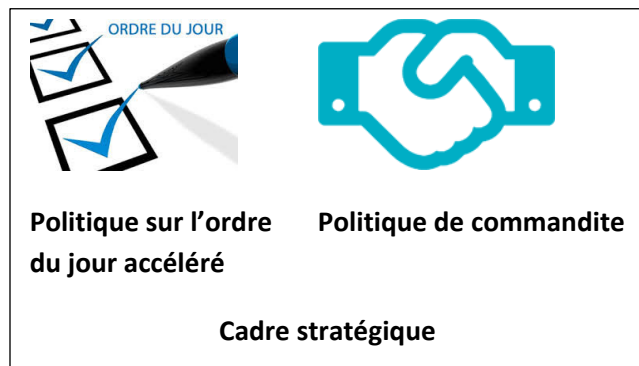 ORDRE DU JOUR
Politique sur l’ordre
du jour accéléré
Politique de commandite
Cadre stratégique